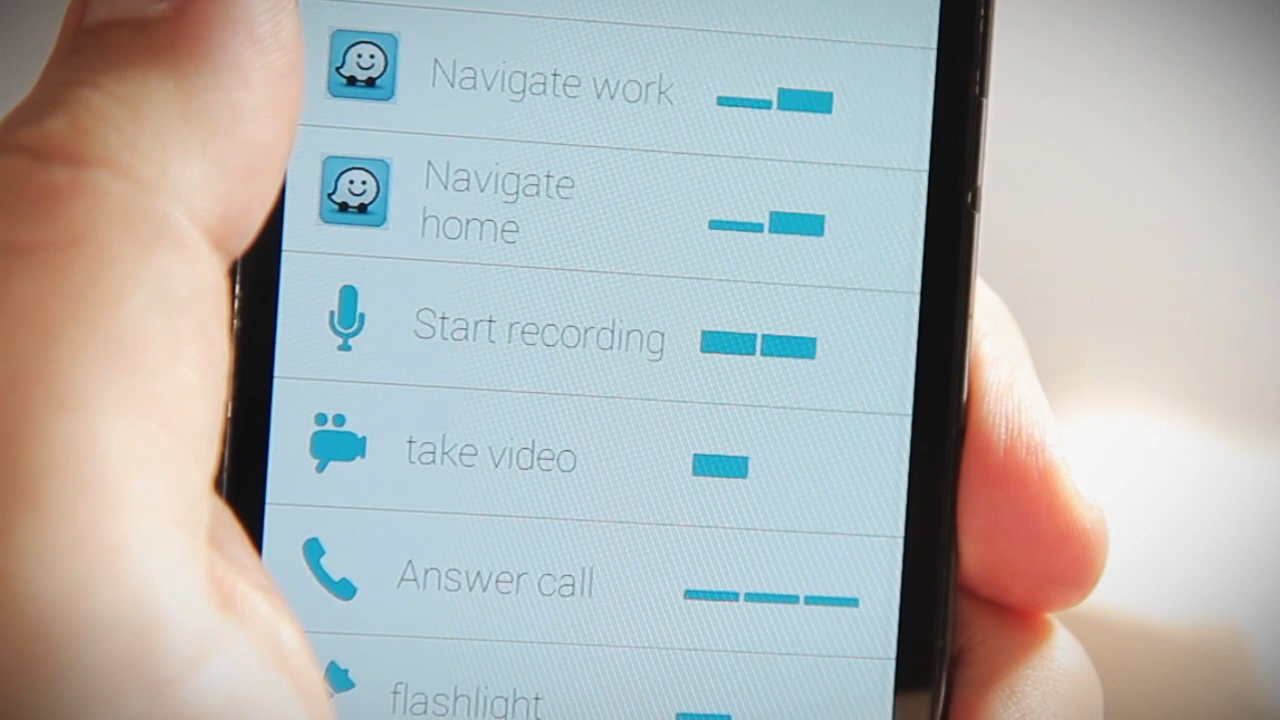 Navigate work
Navigate
home
Start recording
take video
Answer call
flashlight